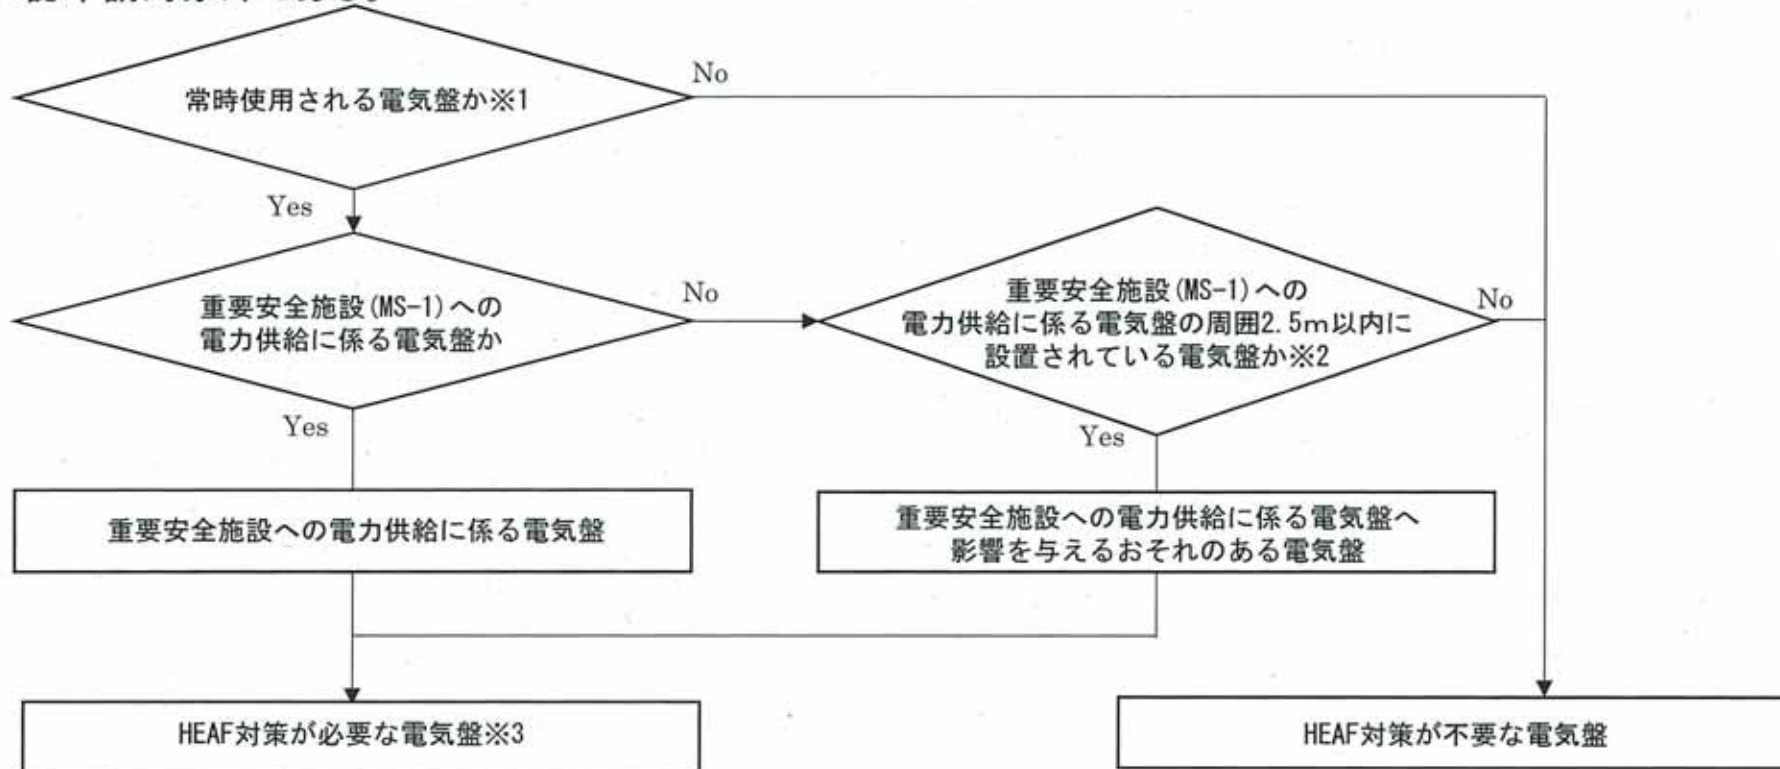 常時使用される電気盤か※1
No
Yes
重要安全施設(MS-1)への
電力供給に係る電気盤か
No
重要安全施設(MS-1)への
電力供給に係る電気盤の周囲2.5m以内に
設置されている電気盤か※2
No
Yes
Yes
重要安全施設への電力供給に係る電気盤
重要安全施設への電力供給に係る電気盤へ
影響を与えるおそれのある電気盤
HEAF対策が必要な電気盤※3
HEAF対策が不要な電気盤